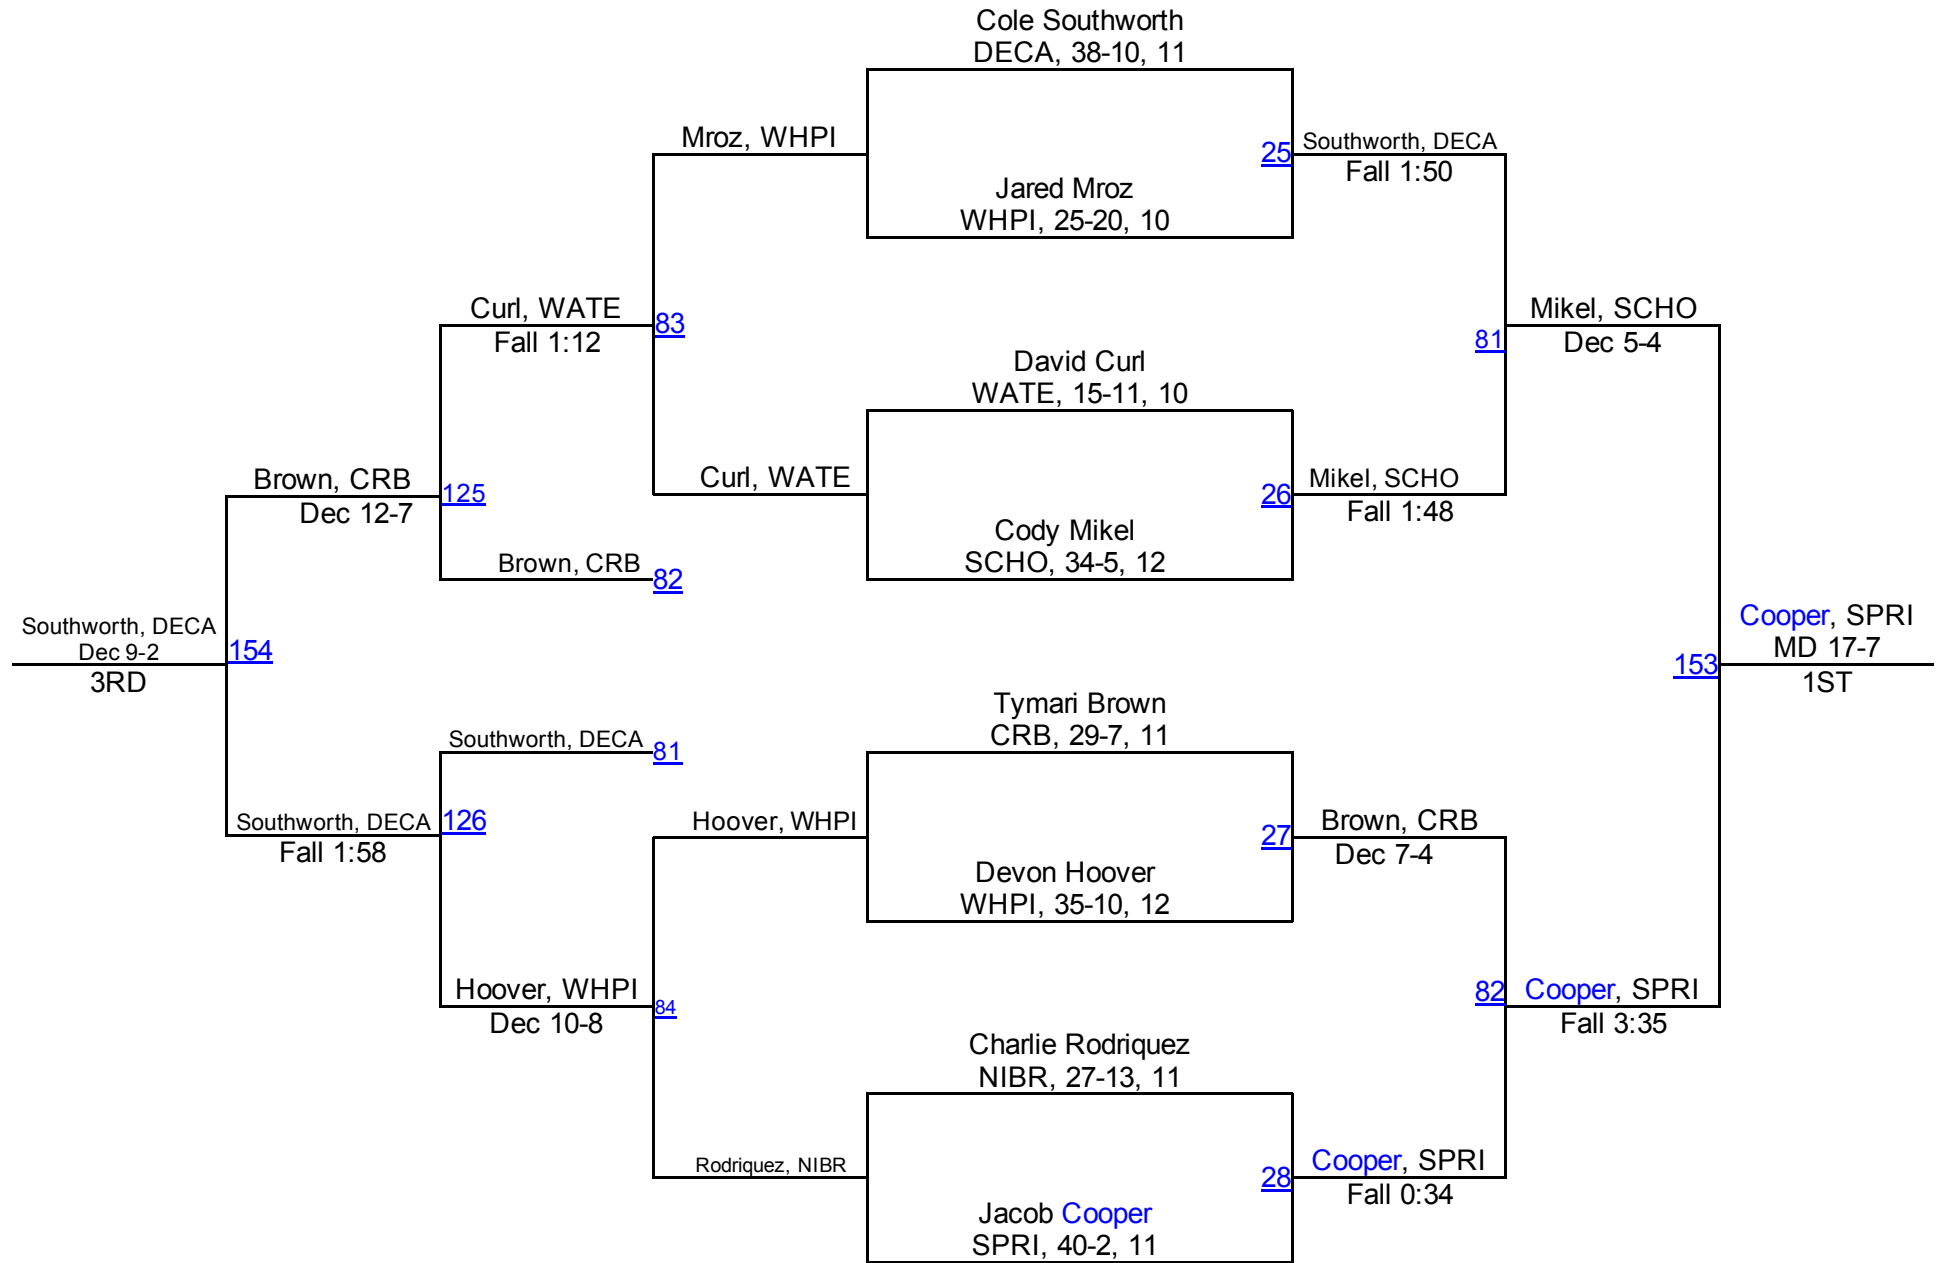 Cole Southworth
DECA, 38-10, 11
Mroz, WHPI
25
Southworth, DECA
Fall 1:50
Jared Mroz
WHPI, 25-20, 10
Curl, WATE
Fall 1:12
83
Mikel, SCHO
Dec 5-4
81
David Curl
WATE, 15-11, 10
Brown, CRB
Dec 12-7
125
Curl, WATE
26
Mikel, SCHO
Fall 1:48
Cody Mikel
SCHO, 34-5, 12
Brown, CRB
82
Southworth, DECA
Dec 9-2
3RD
154
Cooper, SPRI
MD 17-7
1ST
153
Tymari Brown
CRB, 29-7, 11
Southworth, DECA
81
Southworth, DECA
Fall 1:58
126
Hoover, WHPI
27
Brown, CRB
Dec 7-4
Devon Hoover
WHPI, 35-10, 12
Hoover, WHPI
Dec 10-8
84
82
Cooper, SPRI
Fall 3:35
Charlie Rodriquez
NIBR, 27-13, 11
Rodriquez, NIBR
28
Cooper, SPRI
Fall 0:34
Jacob Cooper
SPRI, 40-2, 11